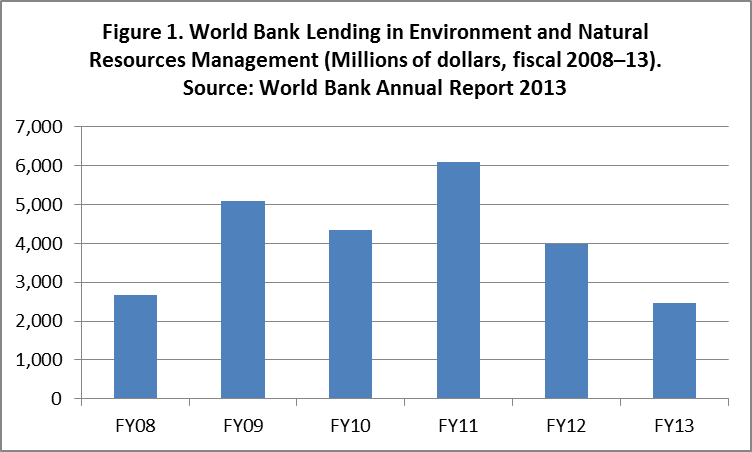 Figure 1. World Bank Lending in Environment and Natural
Resources Management (Millions of dollars, fiscal 2008–13).
Source: World Bank Annual Report 2013
7,000
6,000
5,000
4,000
3,000
2,000
1,000
0
FY08 FY09 FY10 FY11 FY12 FY13